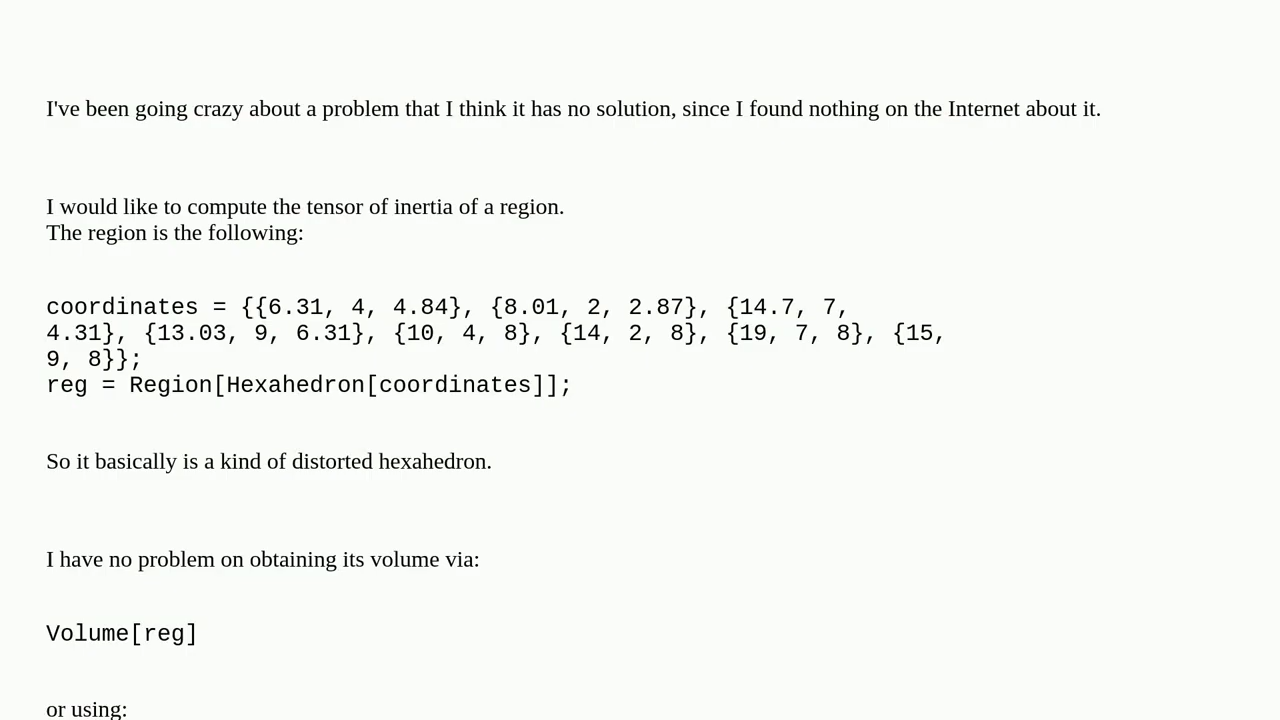 I've been going crazy about a problem that I think it has no solution, since I found nothing on the Internet about it.
I would like to compute the tensor of inertia of a region.
The region is the following:
coordinates = {{6.31, 4, 4.84}, {8.01, 2, 2.87}, {14.7, 7,
4.31}, {13.03, 9, 6.31}, {10, 4, 8}, {14, 2, 8}, {19, 7, 8}, {15,
9, 8}};
reg = Region[Hexahedron[coordinates]];
So it basically is a kind of distorted hexahedron.
I have no problem on obtaining its volume via:
Volume[reg]
or using: